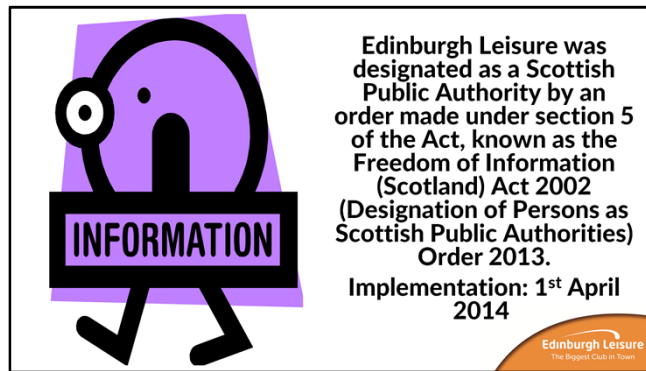 Edinburgh Leisure was
designated as a Scottish
Public Authority by an
order made under section 5
of the Act, known as the
Freedom of Information
(Scotland) Act 2002
(Designation of Persons as
Scottish Public Authorities)
Order 2013.
Implementation: 1st April
2014
INFORMATION
Edinburgh Leisure
The Biggest Club in Town